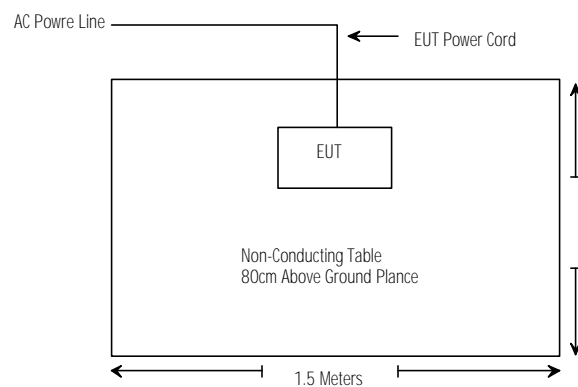 AC Powre Line
EUT Power Cord
EUT
Non-Conducting Table
80cm Above Ground Plance
1.5 Meters